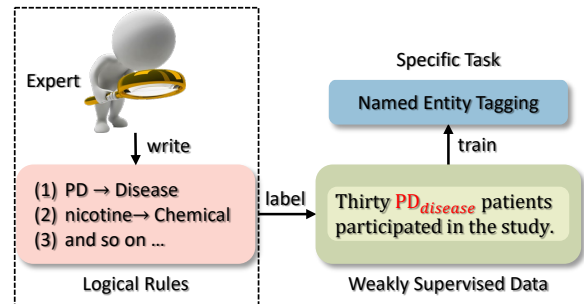 Expert
write
(1) PD → Disease
(2) nicotine→ Chemical
(3) and so on ...
Logical Rules
label
Specific Task
Named Entity Tagging
train
Thirty PD_disease patients
participated in the study.
Weakly Supervised Data